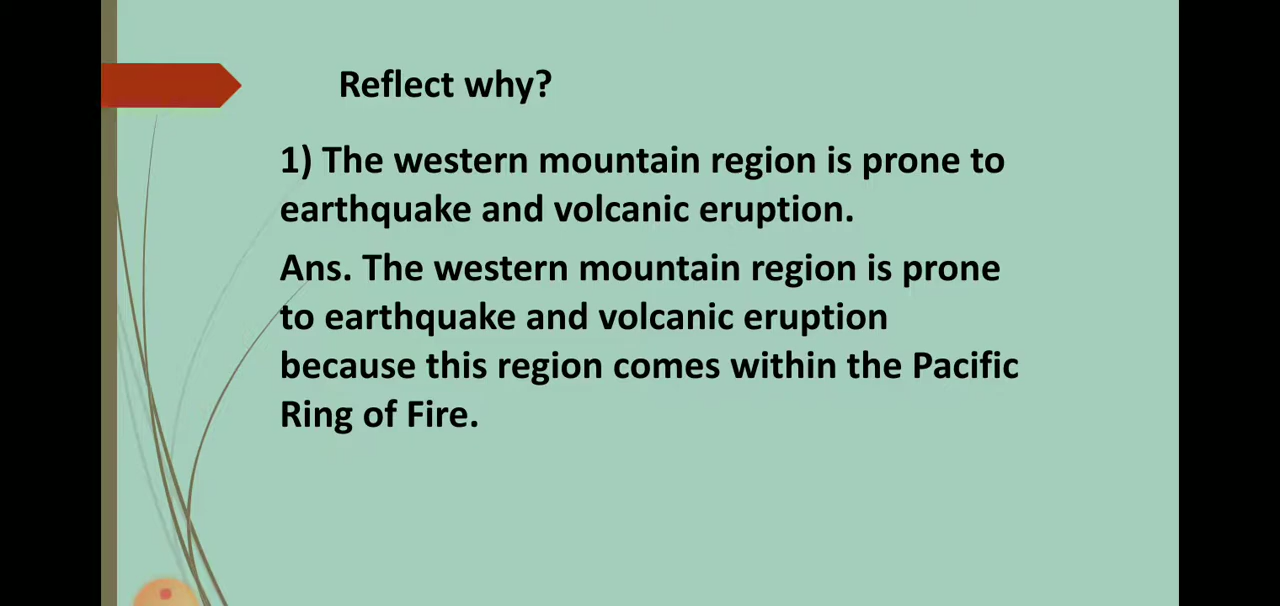 Reflect why?
1) The western mountain region is prone to
earthquake and volcanic eruption.
Ans. The western mountain region is prone
to earthquake and volcanic eruption
because this region comes within the Pacific
Ring of Fire.